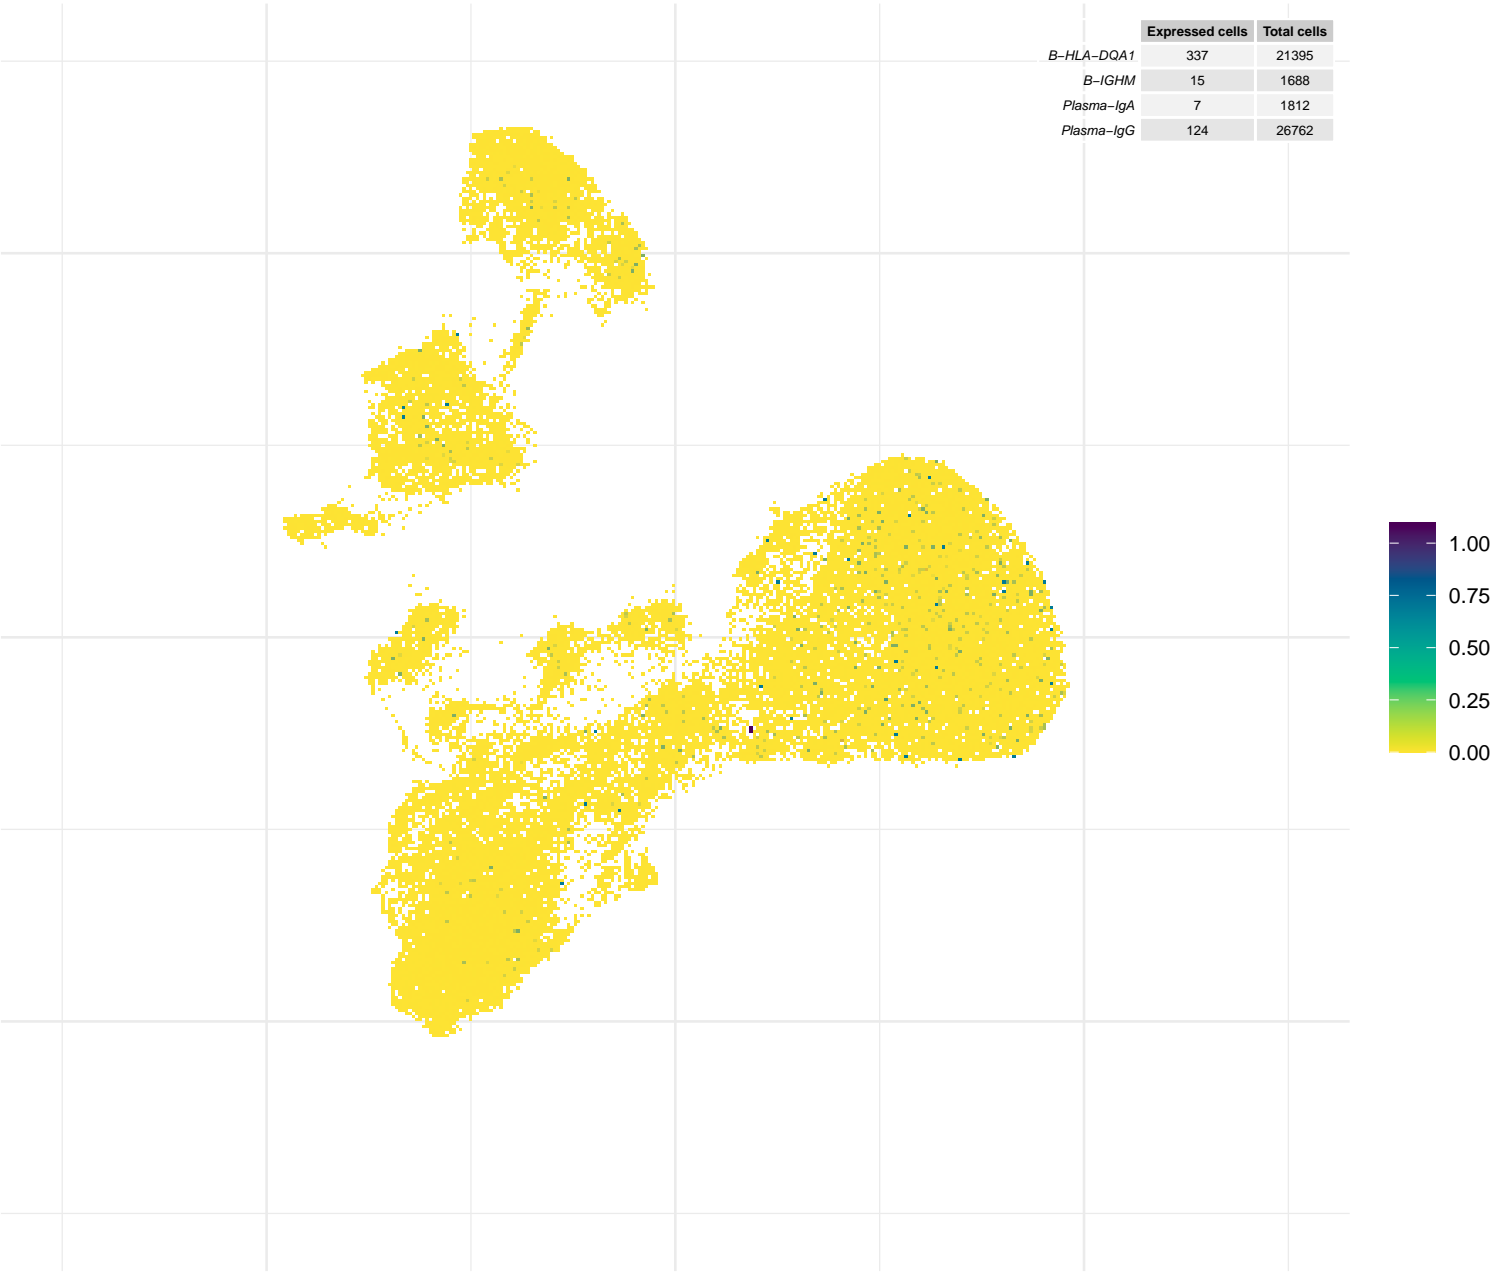 Expressed cells Total cells
B−HLA−DQA1 337 21395
B−IGHM 15 1688
Plasma−IgA 7 1812
Plasma−IgG 124 26762
1.00
0.75
0.50
0.25
0.00